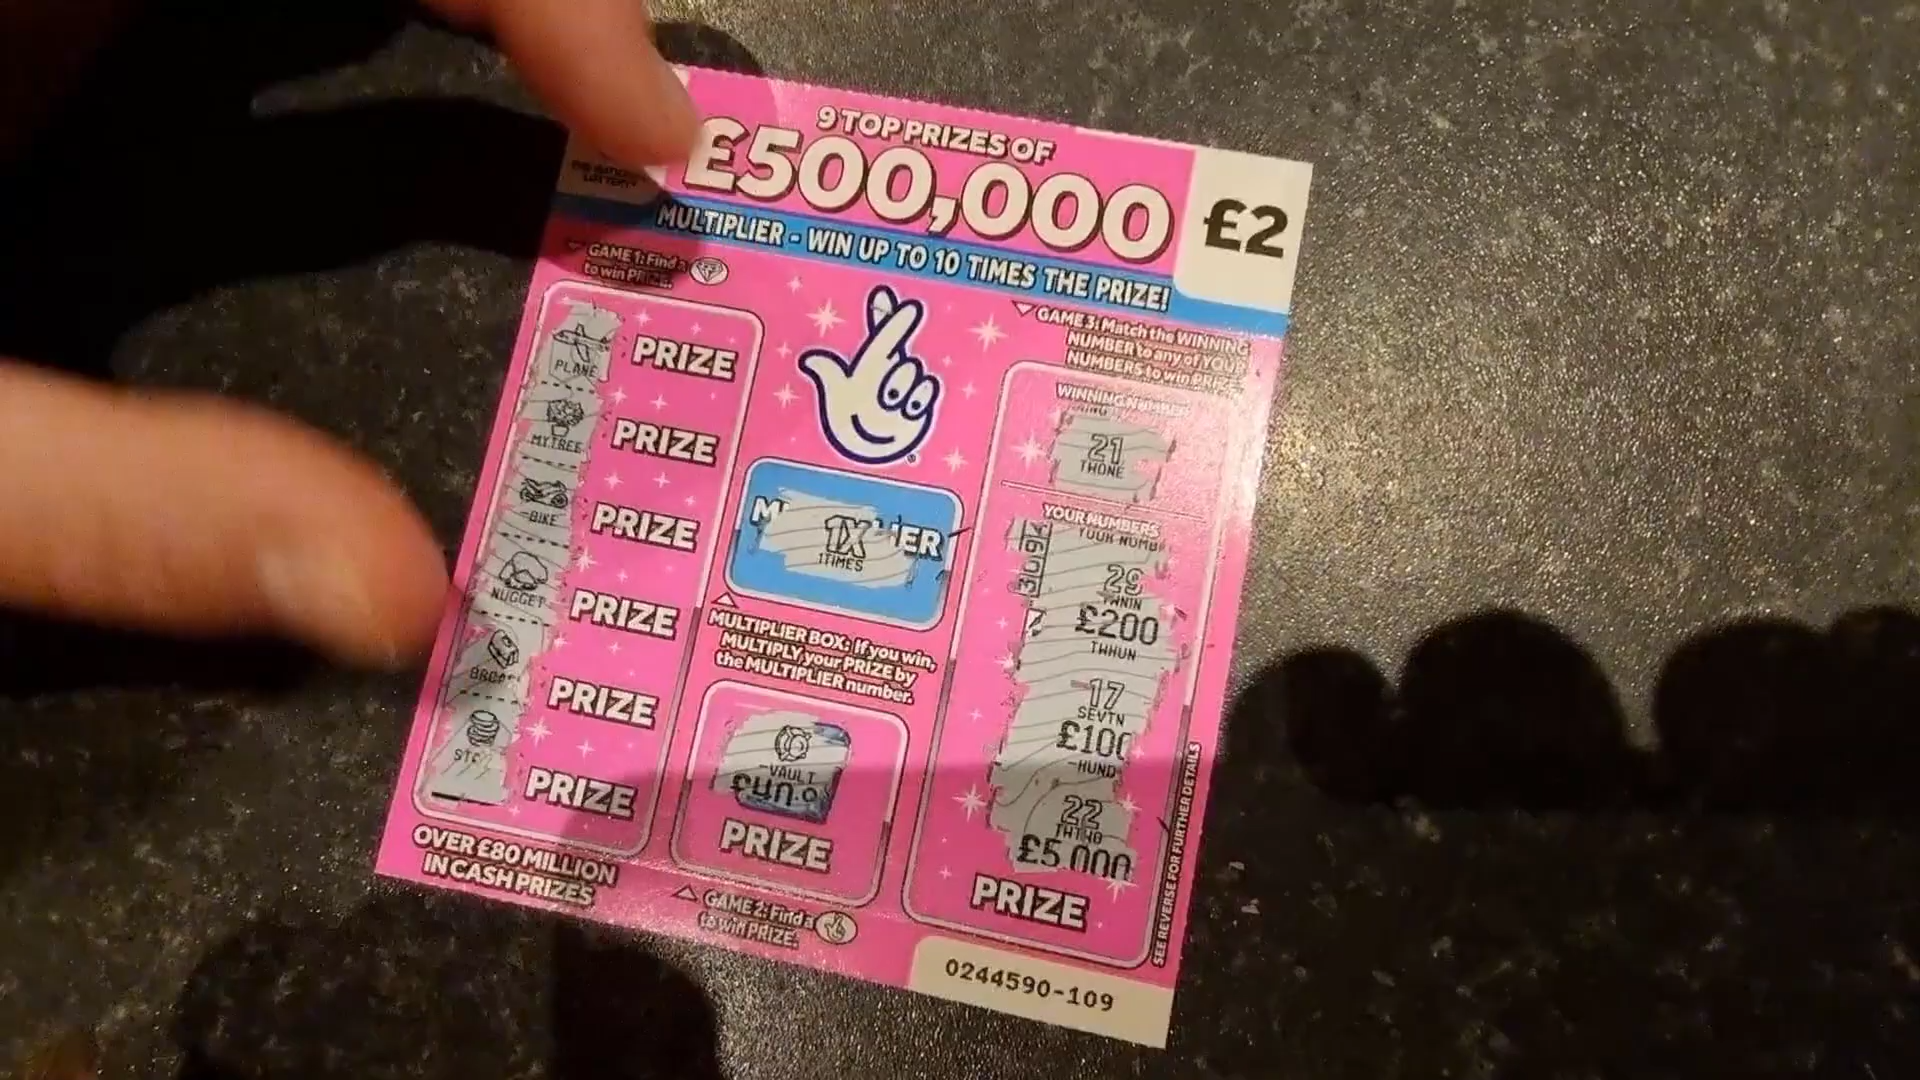 9 TOP PRIZES OF
£500,000
£2
MULTIPLIER - WIN UP TO 10 TIMES THE PRIZE!
GAME 1: Find a
to win PRIZE.
PLANE
PRIZE
MYTREE
PRIZE
BIKE
PRIZE
NUGGET
PRIZE
PRIZE
PRIZE
OVER £80 MILLION
IN CASH PRIZES
1X
1TIMES
MULTIPLIER BOX: If you win,
MULTIPLY your PRIZE by
the MULTIPLIER number.
VAULT
PRIZE
GAME 2: Find a
to win PRIZE.
GAME 3: Match the WINNING
NUMBER to any of YOUR
NUMBERS to win PRIZE.
WINNING NUMBER
21
THONE
YOUR NUMBERS
29
TWNIN
£200
THHUN
17
SEVTN
£100
HUND
22
£5,000
PRIZE
SEE REVERSE FOR FURTHER DETAILS
0244590-109